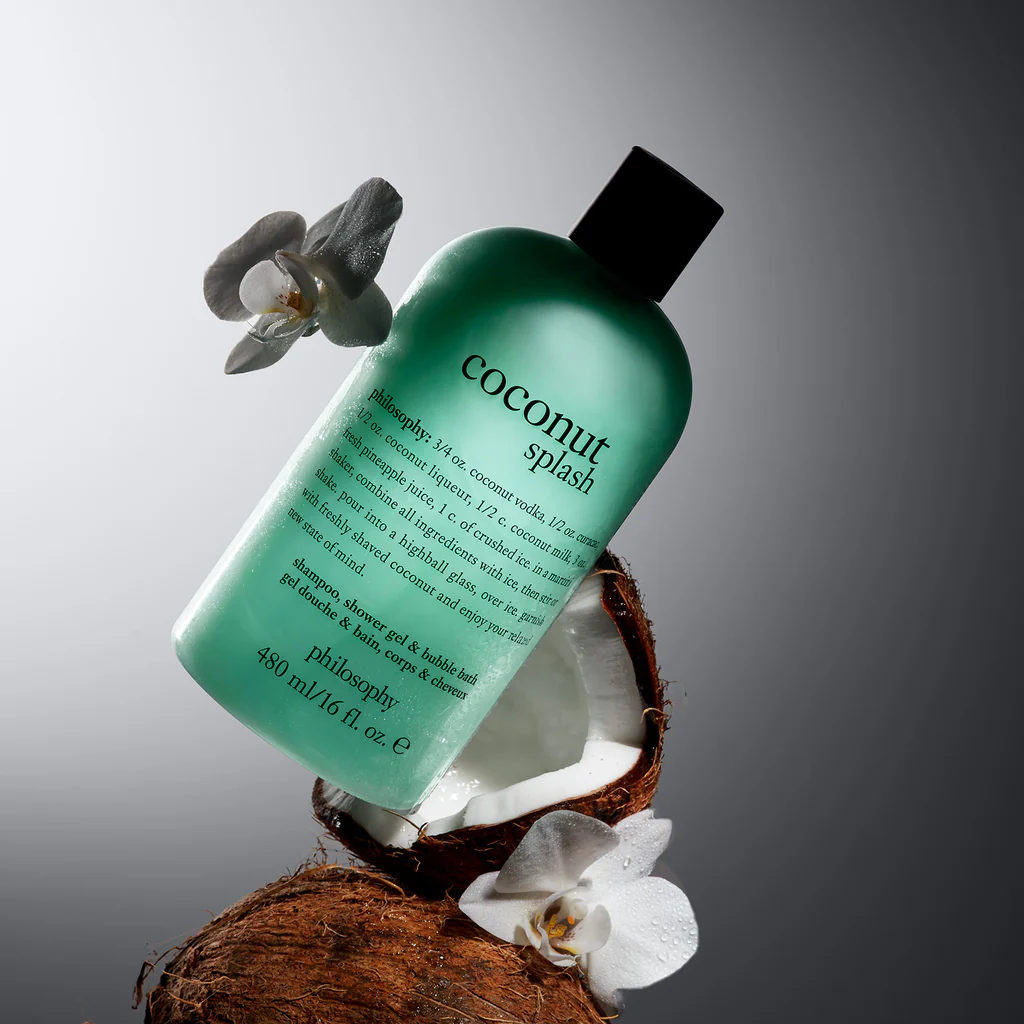 coconut
splash
philosophy: 3/4 oz. coconut vodka, 1/2 oz. curacao,
1/2 oz. coconut liqueur, 1/2 c. coconut milk, 3 oz.
fresh pineapple juice, 1 c. of crushed ice. in a martini
shaker, combine all ingredients with ice, then stir or
shake. pour into a highball glass, over ice. garnish
with freshly shaved coconut and enjoy your relaxed
new state of mind.
shampoo, shower gel & bubble bath
gel douche & bain, corps & cheveux
philosophy
480 ml/16 fl. oz. ℮